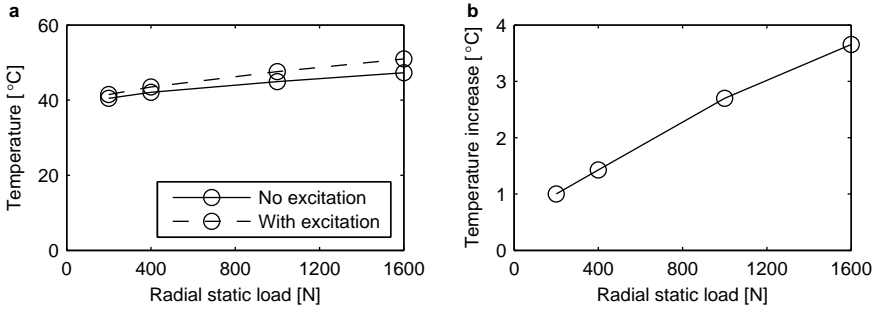 a
Temperature [°C]
60
40
20
0
0 400 800 1200 1600
Radial static load [N]
No excitation
With excitation
b
Temperature increase [°C]
4
3
2
1
0
0 400 800 1200 1600
Radial static load [N]